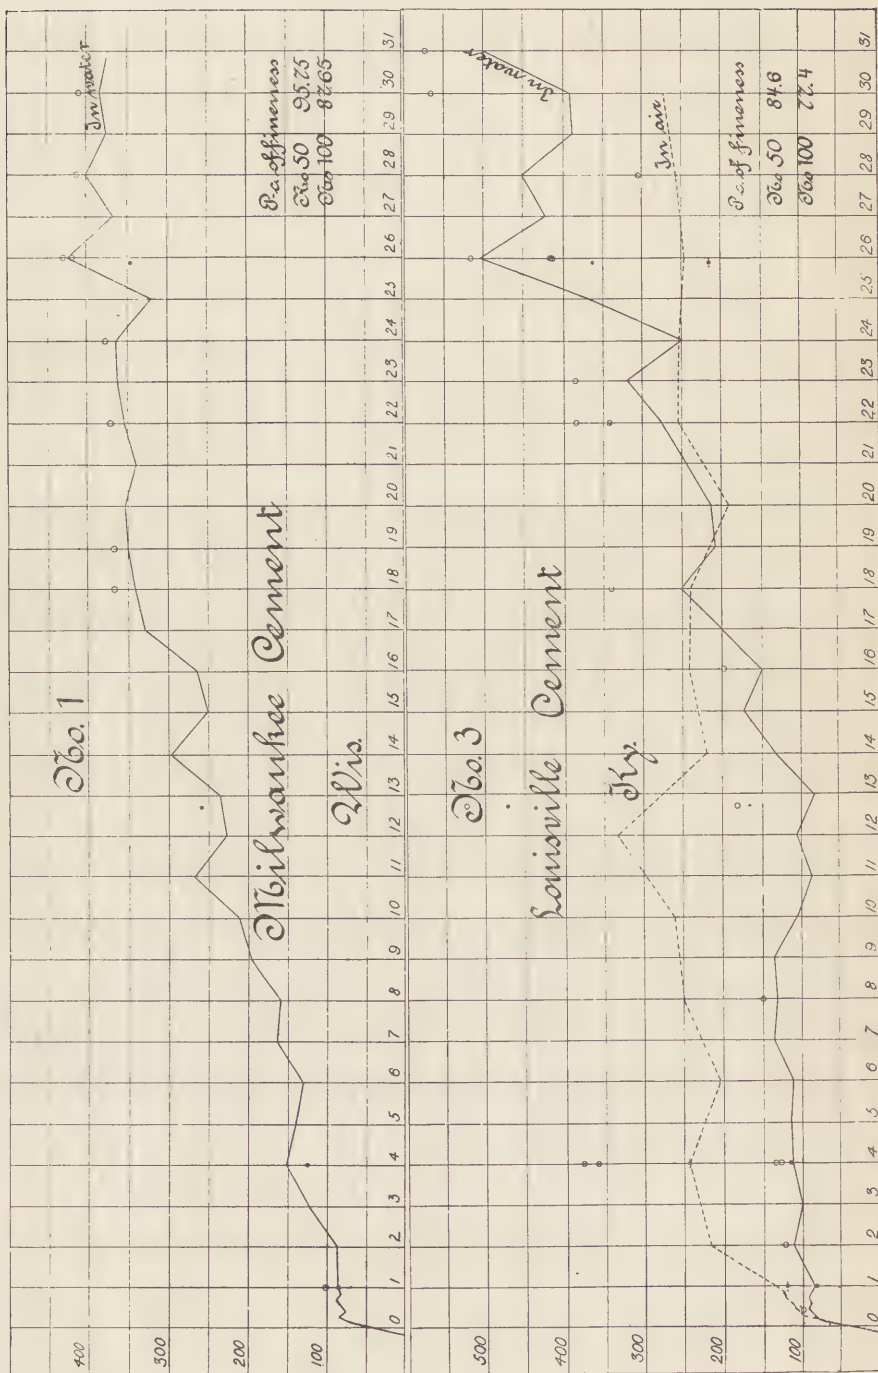 No. 1
Milwaukee Cement
Wis.
In water
P.c. of fineness
No 50 95.75
No 100 87.65
400
300
200
100
0 1 2 3 4 5 6 7 8 9 10 11 12 13 14 15 16 17 18 19 20 21 22 23 24 25 26 27 28 29 30 31
No. 3
Louisville Cement
Ky.
In water
In air
P.c. of fineness
No 50 84.6
No 100 77.4
500
400
300
200
100
0 1 2 3 4 5 6 7 8 9 10 11 12 13 14 15 16 17 18 19 20 21 22 23 24 25 26 27 28 29 30 31